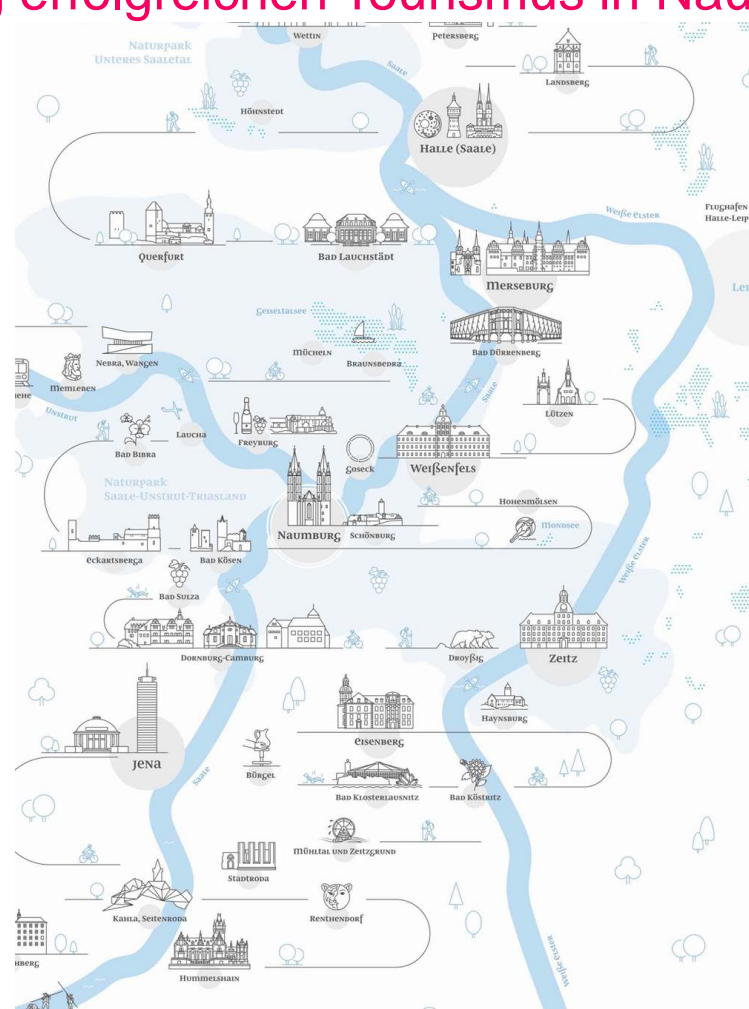 erfolgreichen Tourismus in
Wettin
Petersberg
Naturpark
Unteres Saaletal
Saale
Landsberg
Höhnstedt
Halle (Saale)
Weiße Elster
Flughafen
Querfurt
Bad Lauchstädt
Merseburg
Geiseltalsee
Mücheln
Braunsbedra
Bad Dürrenberg
Nebra, Wangen
Memleben
Saale
Lützen
Unstrut
Laucha
Freyburg
Bad Bibra
Goseck
Weißenfels
Naturpark
Saale-Unstrut-Triasland
Hohenmölsen
Mondsee
Naumburg
Schönburg
Eckartsberga
Bad Kösen
Weiße Elster
Bad Sulza
Dornburg-Camburg
Droyßig
Zeitz
Haynsburg
Eisenberg
Jena
Bürgel
Saale
Bad Klosterlausnitz
Bad Köstritz
Mühltal und Zeitzgrund
Stadtroda
Kahla, Seitenroda
Renthendorf
Weiße Elster
Hummelshain